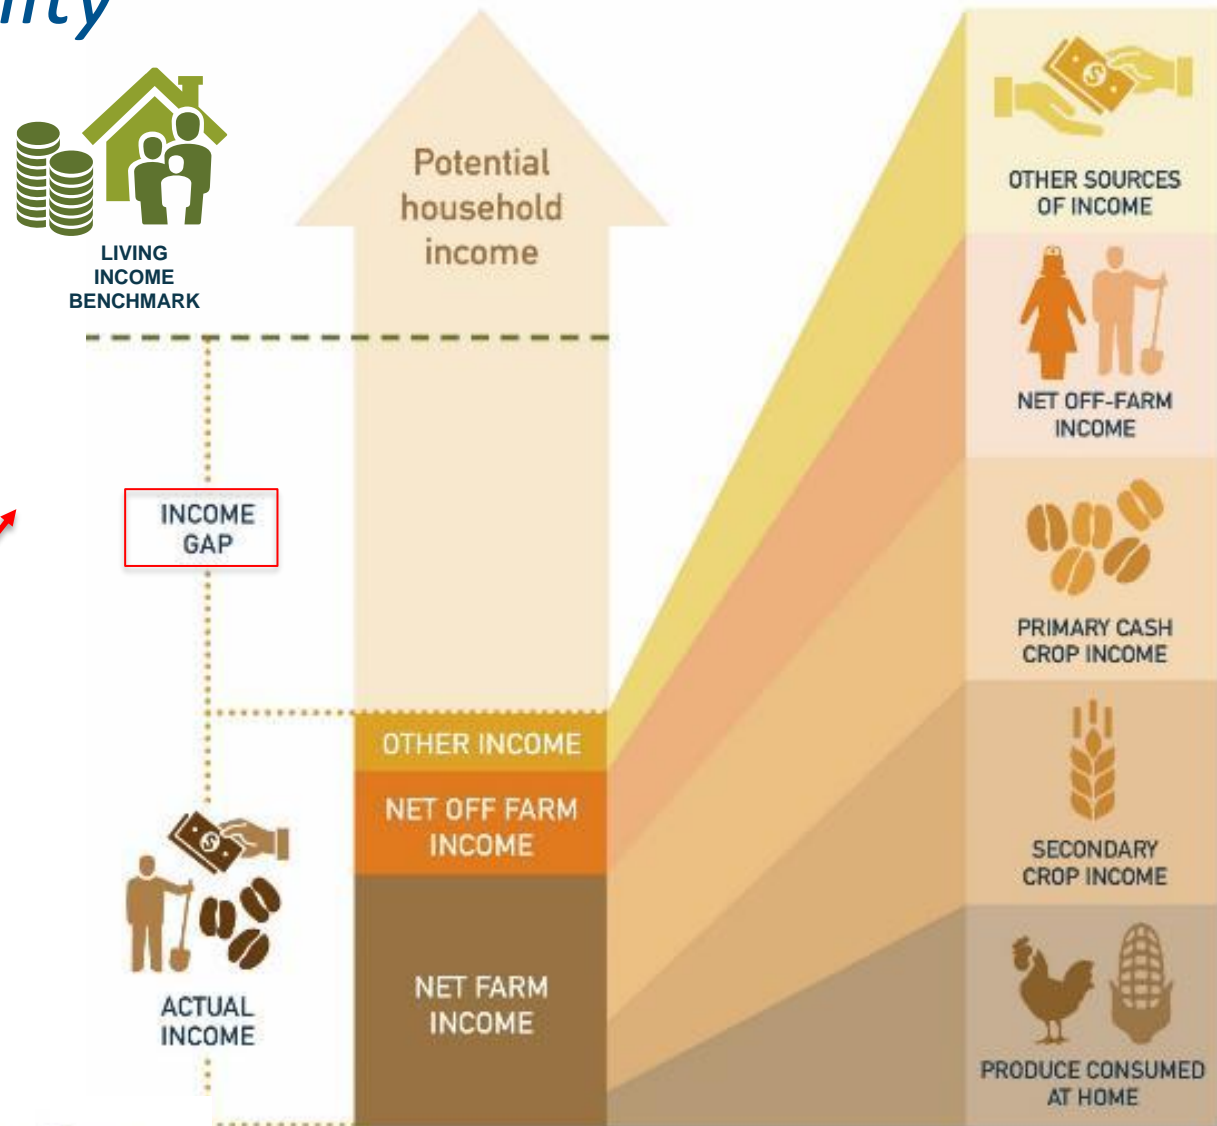 LIVING
INCOME
BENCHMARK
Potential
household
income
INCOME
GAP
OTHER INCOME
NET OFF FARM
INCOME
NET FARM
INCOME
ACTUAL
INCOME
OTHER SOURCES
OF INCOME
NET OFF-FARM
INCOME
PRIMARY CASH
CROP INCOME
SECONDARY
CROP INCOME
PRODUCE CONSUMED
AT HOME